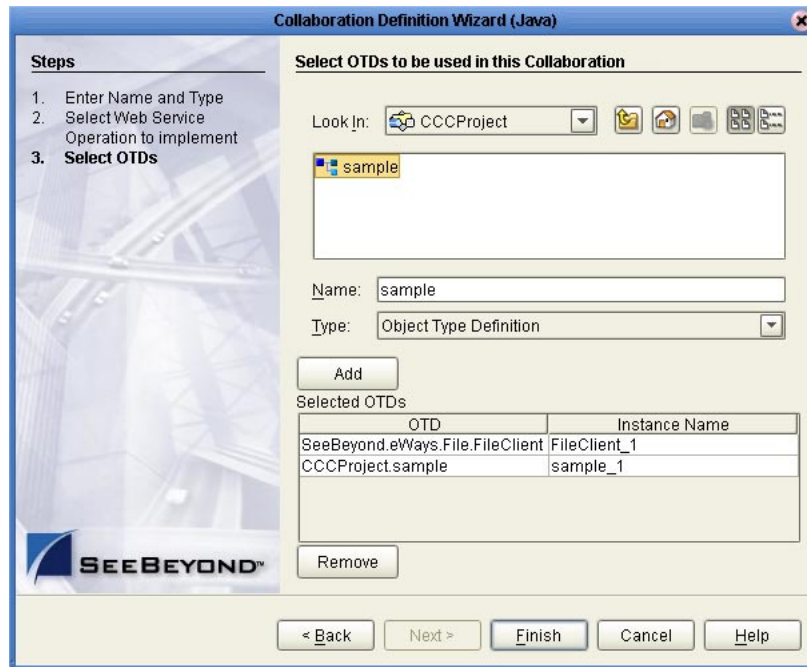 Collaboration Definition Wizard (Java)
Steps
1. Enter Name and Type
2. Select Web Service
Operation to implement
3. Select OTDs
Select OTDs to be used in this Collaboration
Look In: CCCProject
sample
Name: sample
Type: Object Type Definition
Add
Selected OTDs
OTD Instance Name
SeeBeyond.eWays.File.FileClient FileClient_1
CCCProject.sample sample_1
Remove
SEEBEYOND™
< Back Next > Finish Cancel Help